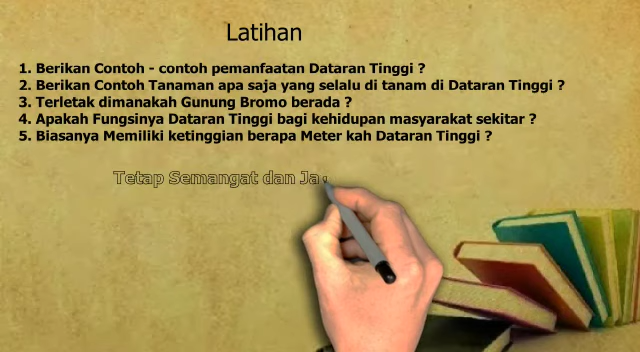 Latihan
1. Berikan Contoh - contoh pemanfaatan Dataran Tinggi ?
2. Berikan Contoh Tanaman apa saja yang selalu di tanam di Dataran Tinggi ?
3. Terletak dimanakah Gunung Bromo berada ?
4. Apakah Fungsinya Dataran Tinggi bagi kehidupan masyarakat sekitar ?
5. Biasanya Memiliki ketinggian berapa Meter kah Dataran Tinggi ?
Tetap Semangat dan Ja